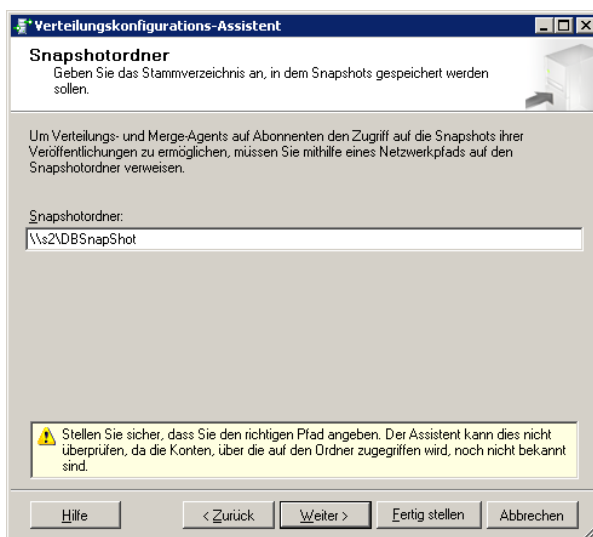 Verteilungskonfigurations-Assistent
Snapshotordner
Geben Sie das Stammverzeichnis an, in dem Snapshots gespeichert werden
sollen.
Um Verteilungs- und Merge-Agents auf Abonnenten den Zugriff auf die Snapshots ihrer
Veröffentlichungen zu ermöglichen, müssen Sie mithilfe eines Netzwerkpfads auf den
Snapshotordner verweisen.
Snapshotordner:
\\s2\DBSnapShot
Stellen Sie sicher, dass Sie den richtigen Pfad angeben. Der Assistent kann dies nicht
überprüfen, da die Konten, über die auf den Ordner zugegriffen wird, noch nicht bekannt
sind.
Hilfe < Zurück Weiter > Fertig stellen Abbrechen